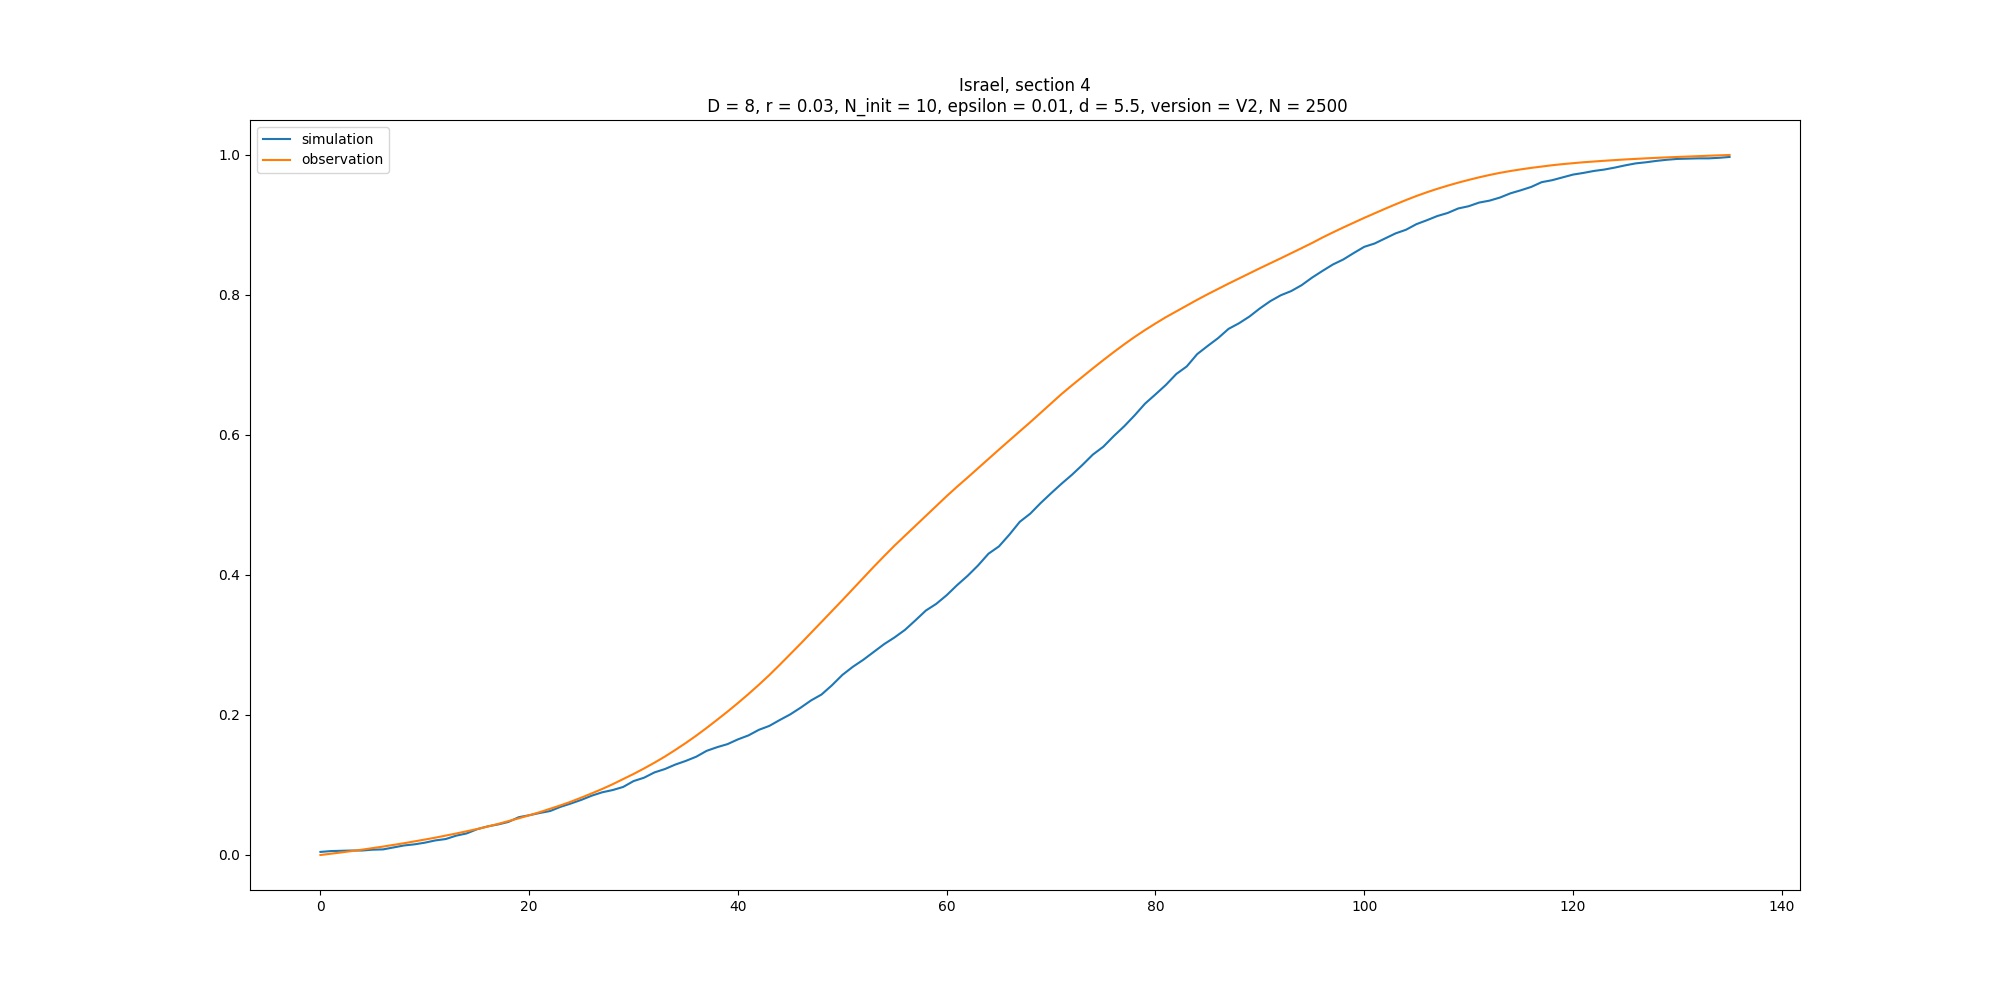 Israel, section 4
D = 8, r = 0.03, N_init = 10, epsilon = 0.01, d = 5.5, version = V2, N = 2500
simulation
observation
1.0
0.8
0.6
0.4
0.2
0.0
0 20 40 60 80 100 120 140